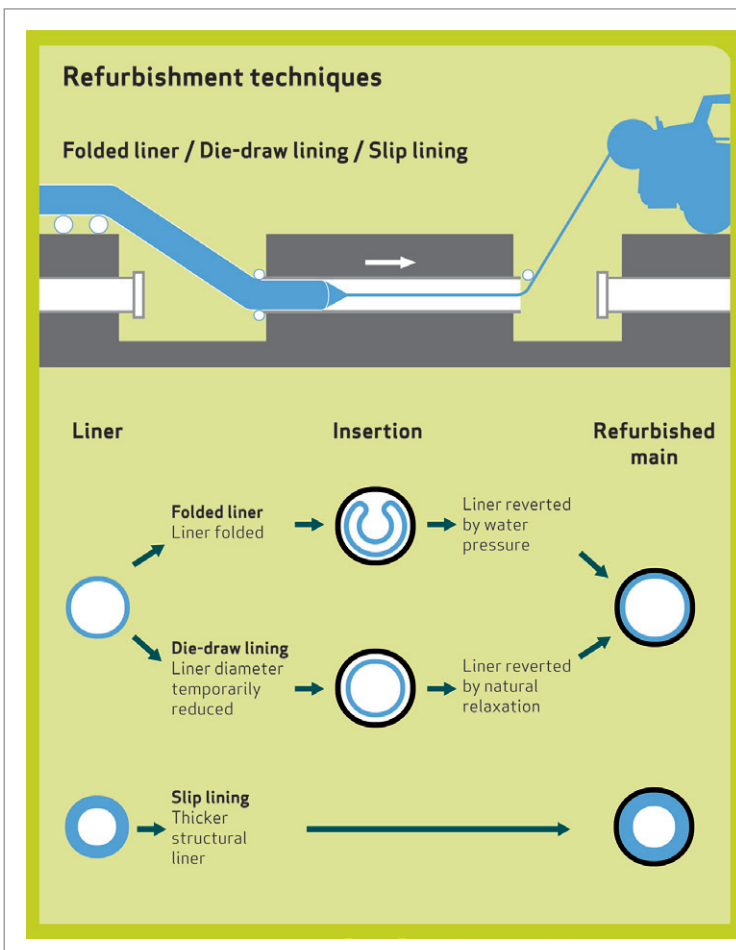 Refurbishment techniques
Folded liner / Die-draw lining / Slip lining
Liner
Insertion
Refurbished
main
Folded liner
Liner folded
Liner reverted
by water
pressure
Die-draw lining
Liner diameter
temporarily
reduced
Liner reverted
by natural
relaxation
Slip lining
Thicker
structural
liner